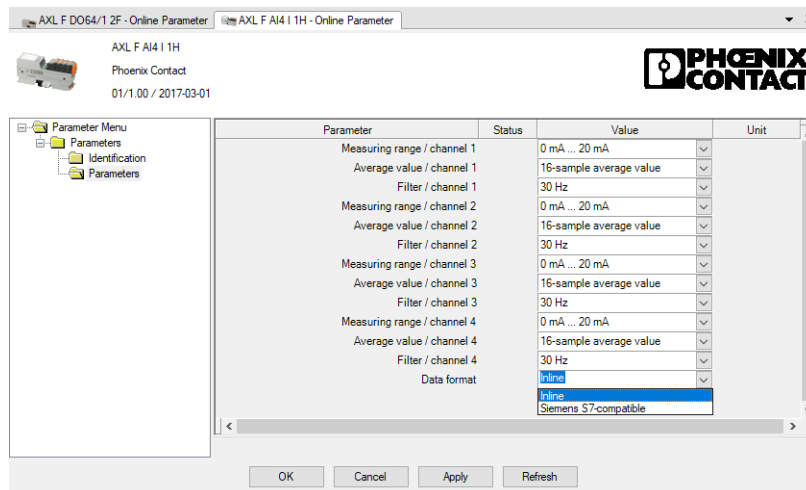 AXL F DO64/1 2F - Online Parameter AXL F AI4 I 1H - Online Parameter
AXL F AI4 I 1H
Phoenix Contact
01/1.00 / 2017-03-01
PHŒNIX
CONTACT
Parameter Menu
Parameters
Identification
Parameters
Parameter Status Value Unit
Measuring range / channel 1 0 mA ... 20 mA
Average value / channel 1 16-sample average value
Filter / channel 1 30 Hz
Measuring range / channel 2 0 mA ... 20 mA
Average value / channel 2 16-sample average value
Filter / channel 2 30 Hz
Measuring range / channel 3 0 mA ... 20 mA
Average value / channel 3 16-sample average value
Filter / channel 3 30 Hz
Measuring range / channel 4 0 mA ... 20 mA
Average value / channel 4 16-sample average value
Filter / channel 4 30 Hz
Data format Inline
Inline
Siemens S7-compatible
OK Cancel Apply Refresh